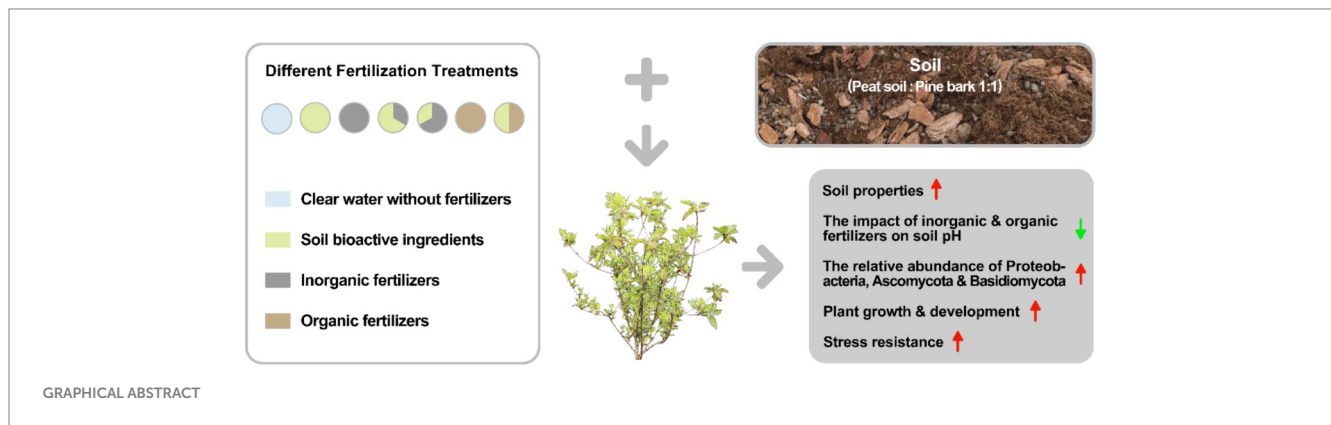 Different Fertilization Treatments
Clear water without fertilizers
Soil bioactive ingredients
Inorganic fertilizers
Organic fertilizers
Soil
(Peat soil : Pine bark 1:1)
Soil properties
The impact of inorganic & organic
fertilizers on soil pH
The relative abundance of Proteob-
acteria, Ascomycota & Basidiomycota
Plant growth & development
Stress resistance
GRAPHICAL ABSTRACT